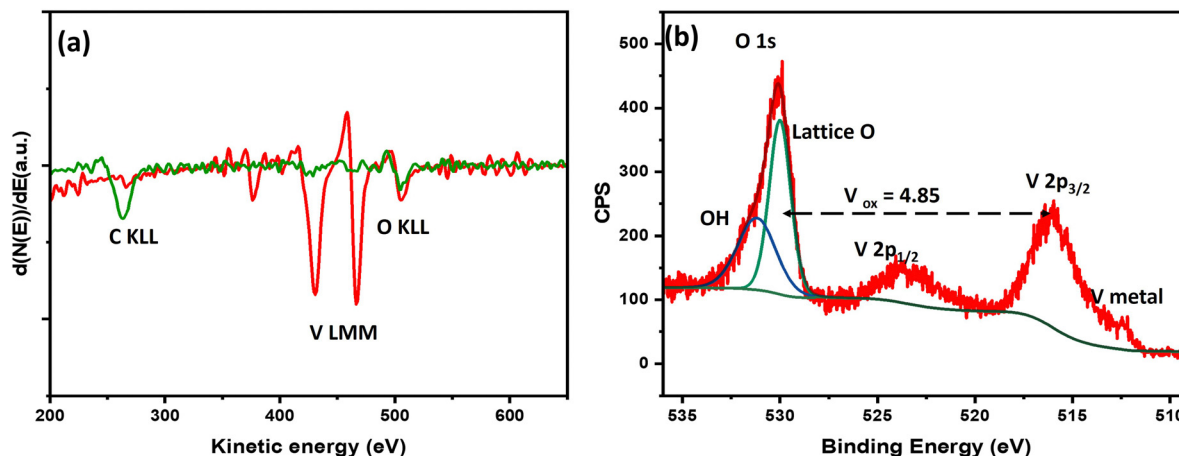 (a)
d(N(E))/dE(a.u.)
C KLL
V LMM
O KLL
200 300 400 500 600
Kinetic energy (eV)
(b)
CPS
500
400
300
200
100
0
O 1s
Lattice O
OH
V ox = 4.85
V 2p3/2
V 2p1/2
V metal
535 530 525 520 515 510
Binding Energy (eV)